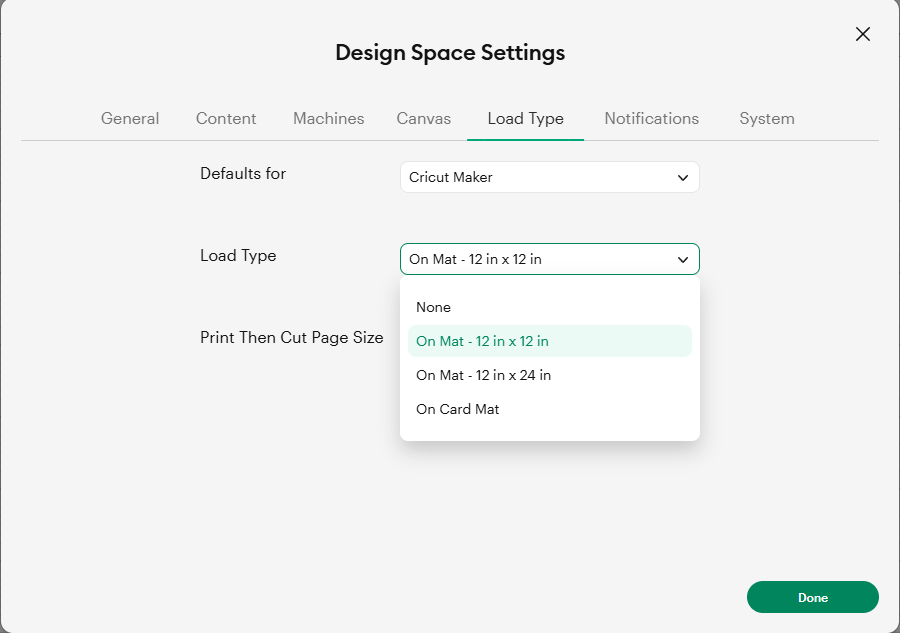 Design Space Settings
General Content Machines Canvas Load Type Notifications System
Defaults for Cricut Maker
Load Type On Mat - 12 in x 12 in
None
Print Then Cut Page Size On Mat - 12 in x 12 in
On Mat - 12 in x 24 in
On Card Mat
Done